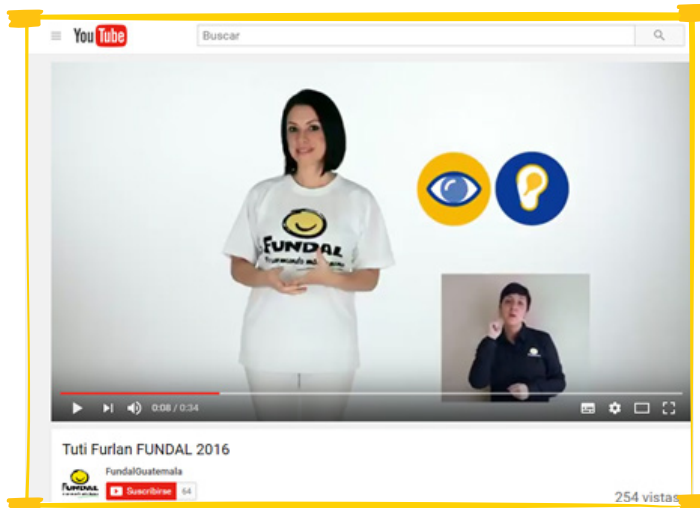 YouTube
Buscar
FUNDAL
0:08 / 0:34
Tuti Furlan FUNDAL 2016
FundalGuatemala
FUNDAL
Suscribirse 64
254 vistas